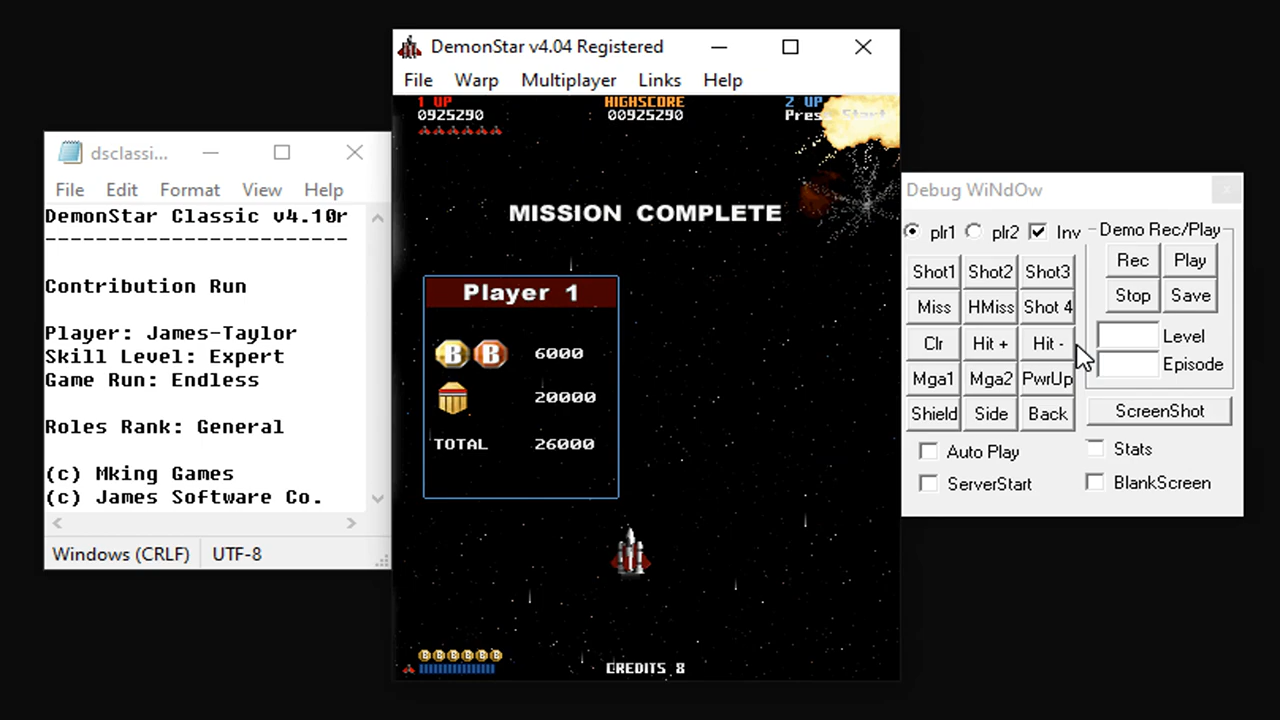 dsclassi...
File Edit Format View Help
DemonStar Classic v4.10r
------------------------
Contribution Run
Player: James-Taylor
Skill Level: Expert
Game Run: Endless
Roles Rank: General
(c) Mking Games
(c) James Software Co.
Windows (CRLF) UTF-8
DemonStar v4.04 Registered
File Warp Multiplayer Links Help
1 UP HIGHSCORE 2 UP
0925290 00925290 Press Start
MISSION COMPLETE
Player 1
B B 6000
20000
TOTAL 26000
B B B B B B
CREDITS 8
Debug WiNdOw
plr1 plr2 Inv
Demo Rec/Play
Shot1 Shot2 Shot3 Rec Play
Miss HMiss Shot 4 Stop Save
Clr Hit + Hit - Level
Mga1 Mga2 PwrUp Episode
Shield Side Back ScreenShot
Auto Play Stats
ServerStart BlankScreen